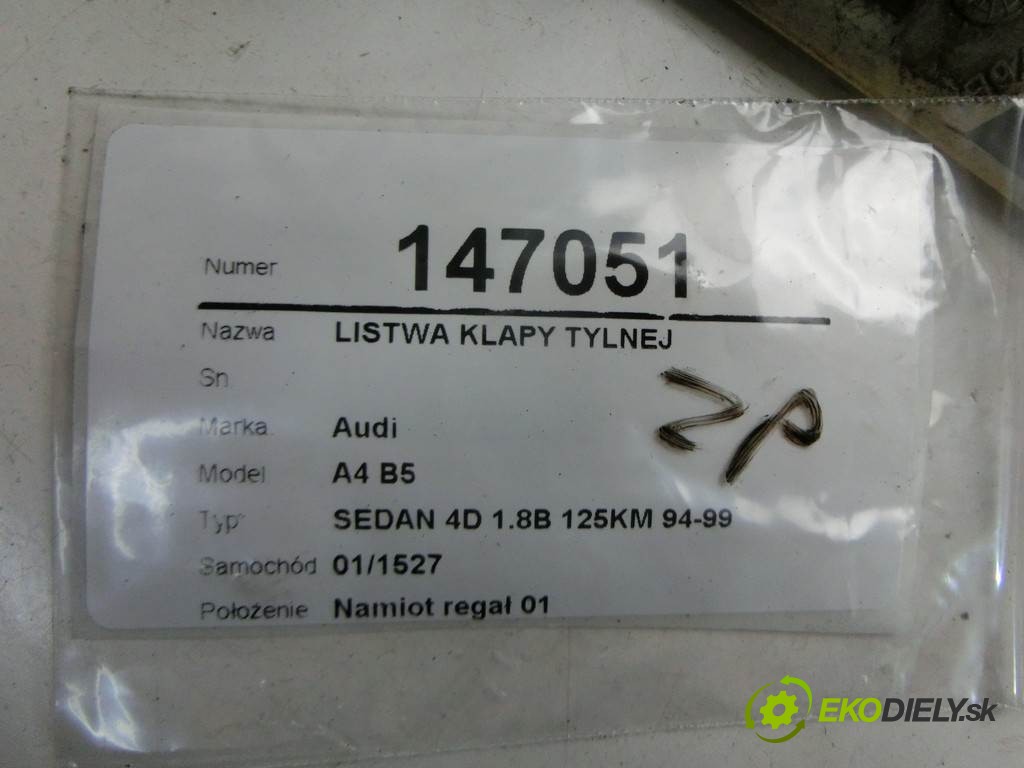 Numer 147051
Nazwa LISTWA KLAPY TYLNEJ
Sn
Marka Audi
Model A4 B5
Typ SEDAN 4D 1.8B 125KM 94-99
Samochód 01/1527
Położenie Namiot regał 01
ZP
EKODIELY.sk